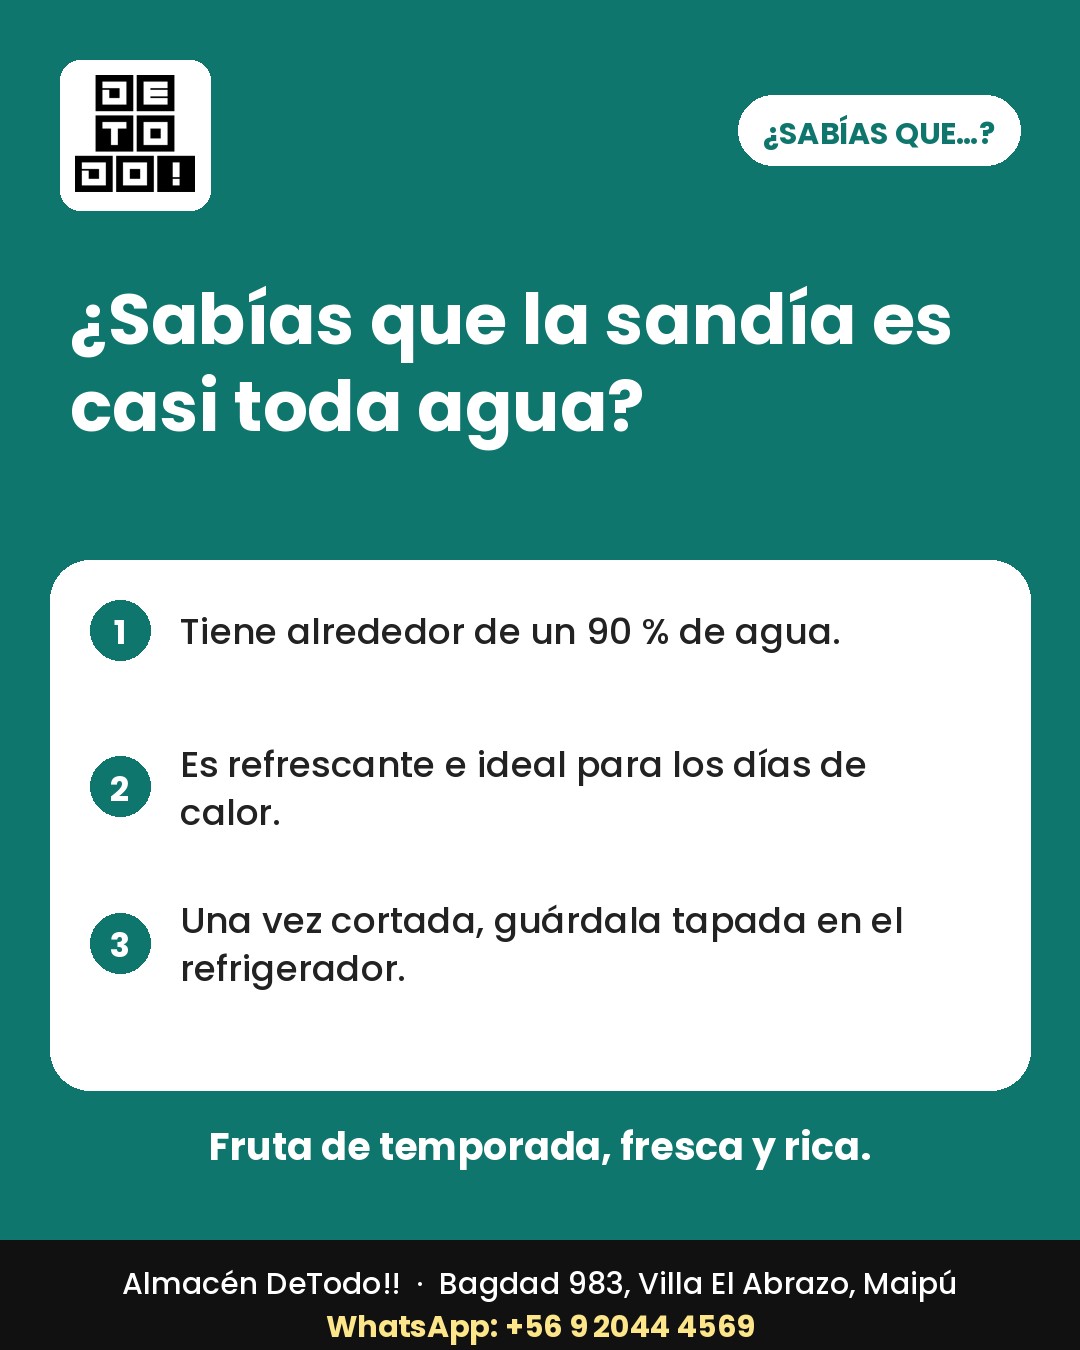 DE
TO
DO!
¿SABÍAS QUE...?
¿Sabías que la sandía es
casi toda agua?
1 Tiene alrededor de un 90 % de agua.
2 Es refrescante e ideal para los días de
calor.
3 Una vez cortada, guárdala tapada en el
refrigerador.
Fruta de temporada, fresca y rica.
Almacén DeTodo!! · Bagdad 983, Villa El Abrazo, Maipú
WhatsApp: +56 9 2044 4569